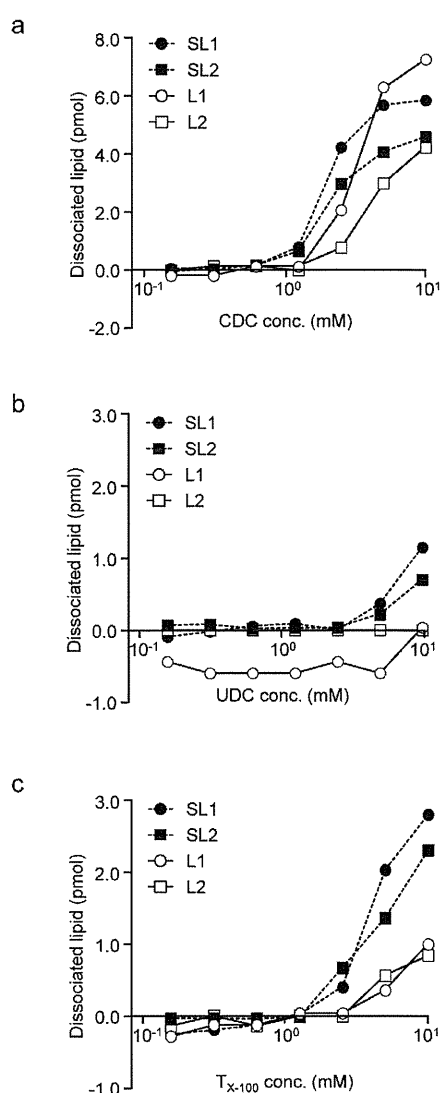 a
8.0
SL1
SL2
L1
L2
6.0
4.0
2.0
0.0
-2.0
Dissociated lipid (pmol)
10⁻¹
10⁰
10¹
CDC conc. (mM)
b
3.0
SL1
SL2
L1
L2
2.0
1.0
0.0
-1.0
Dissociated lipid (pmol)
10⁻¹
10⁰
10¹
UDC conc. (mM)
c
3.0
SL1
SL2
L1
L2
2.0
1.0
0.0
-1.0
Dissociated lipid (pmol)
10⁻¹
10⁰
10¹
Tₓ₋₁₀₀ conc. (mM)